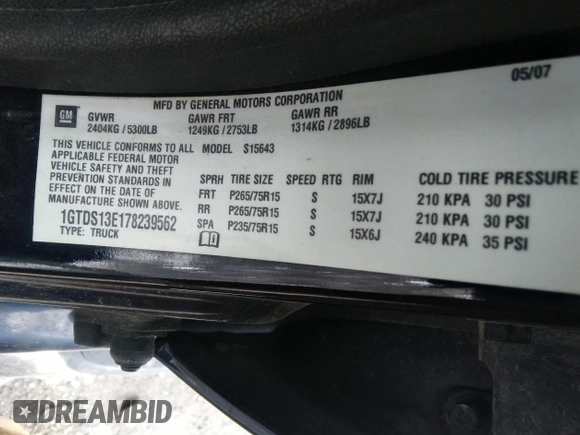 05/07
MFD BY GENERAL MOTORS CORPORATION
GM
GVWR GAWR FRT GAWR RR
2404KG / 5300LB 1249KG / 2753LB 1314KG / 2896LB
THIS VEHICLE CONFORMS TO ALL MODEL S15643
APPLICABLE FEDERAL MOTOR
VEHICLE SAFETY AND THEFT
PREVENTION STANDARDS IN
EFFECT ON THE DATE OF
MANUFACTURE SHOWN ABOVE.
1GTDS13E178239562
TYPE: TRUCK
SPRH TIRE SIZE SPEED RTG RIM COLD TIRE PRESSURE
FRT P265/75R15 S 15X7J 210 KPA 30 PSI
RR P265/75R15 S 15X7J 210 KPA 30 PSI
SPA P235/75R15 S 15X6J 240 KPA 35 PSI
DREAMBID